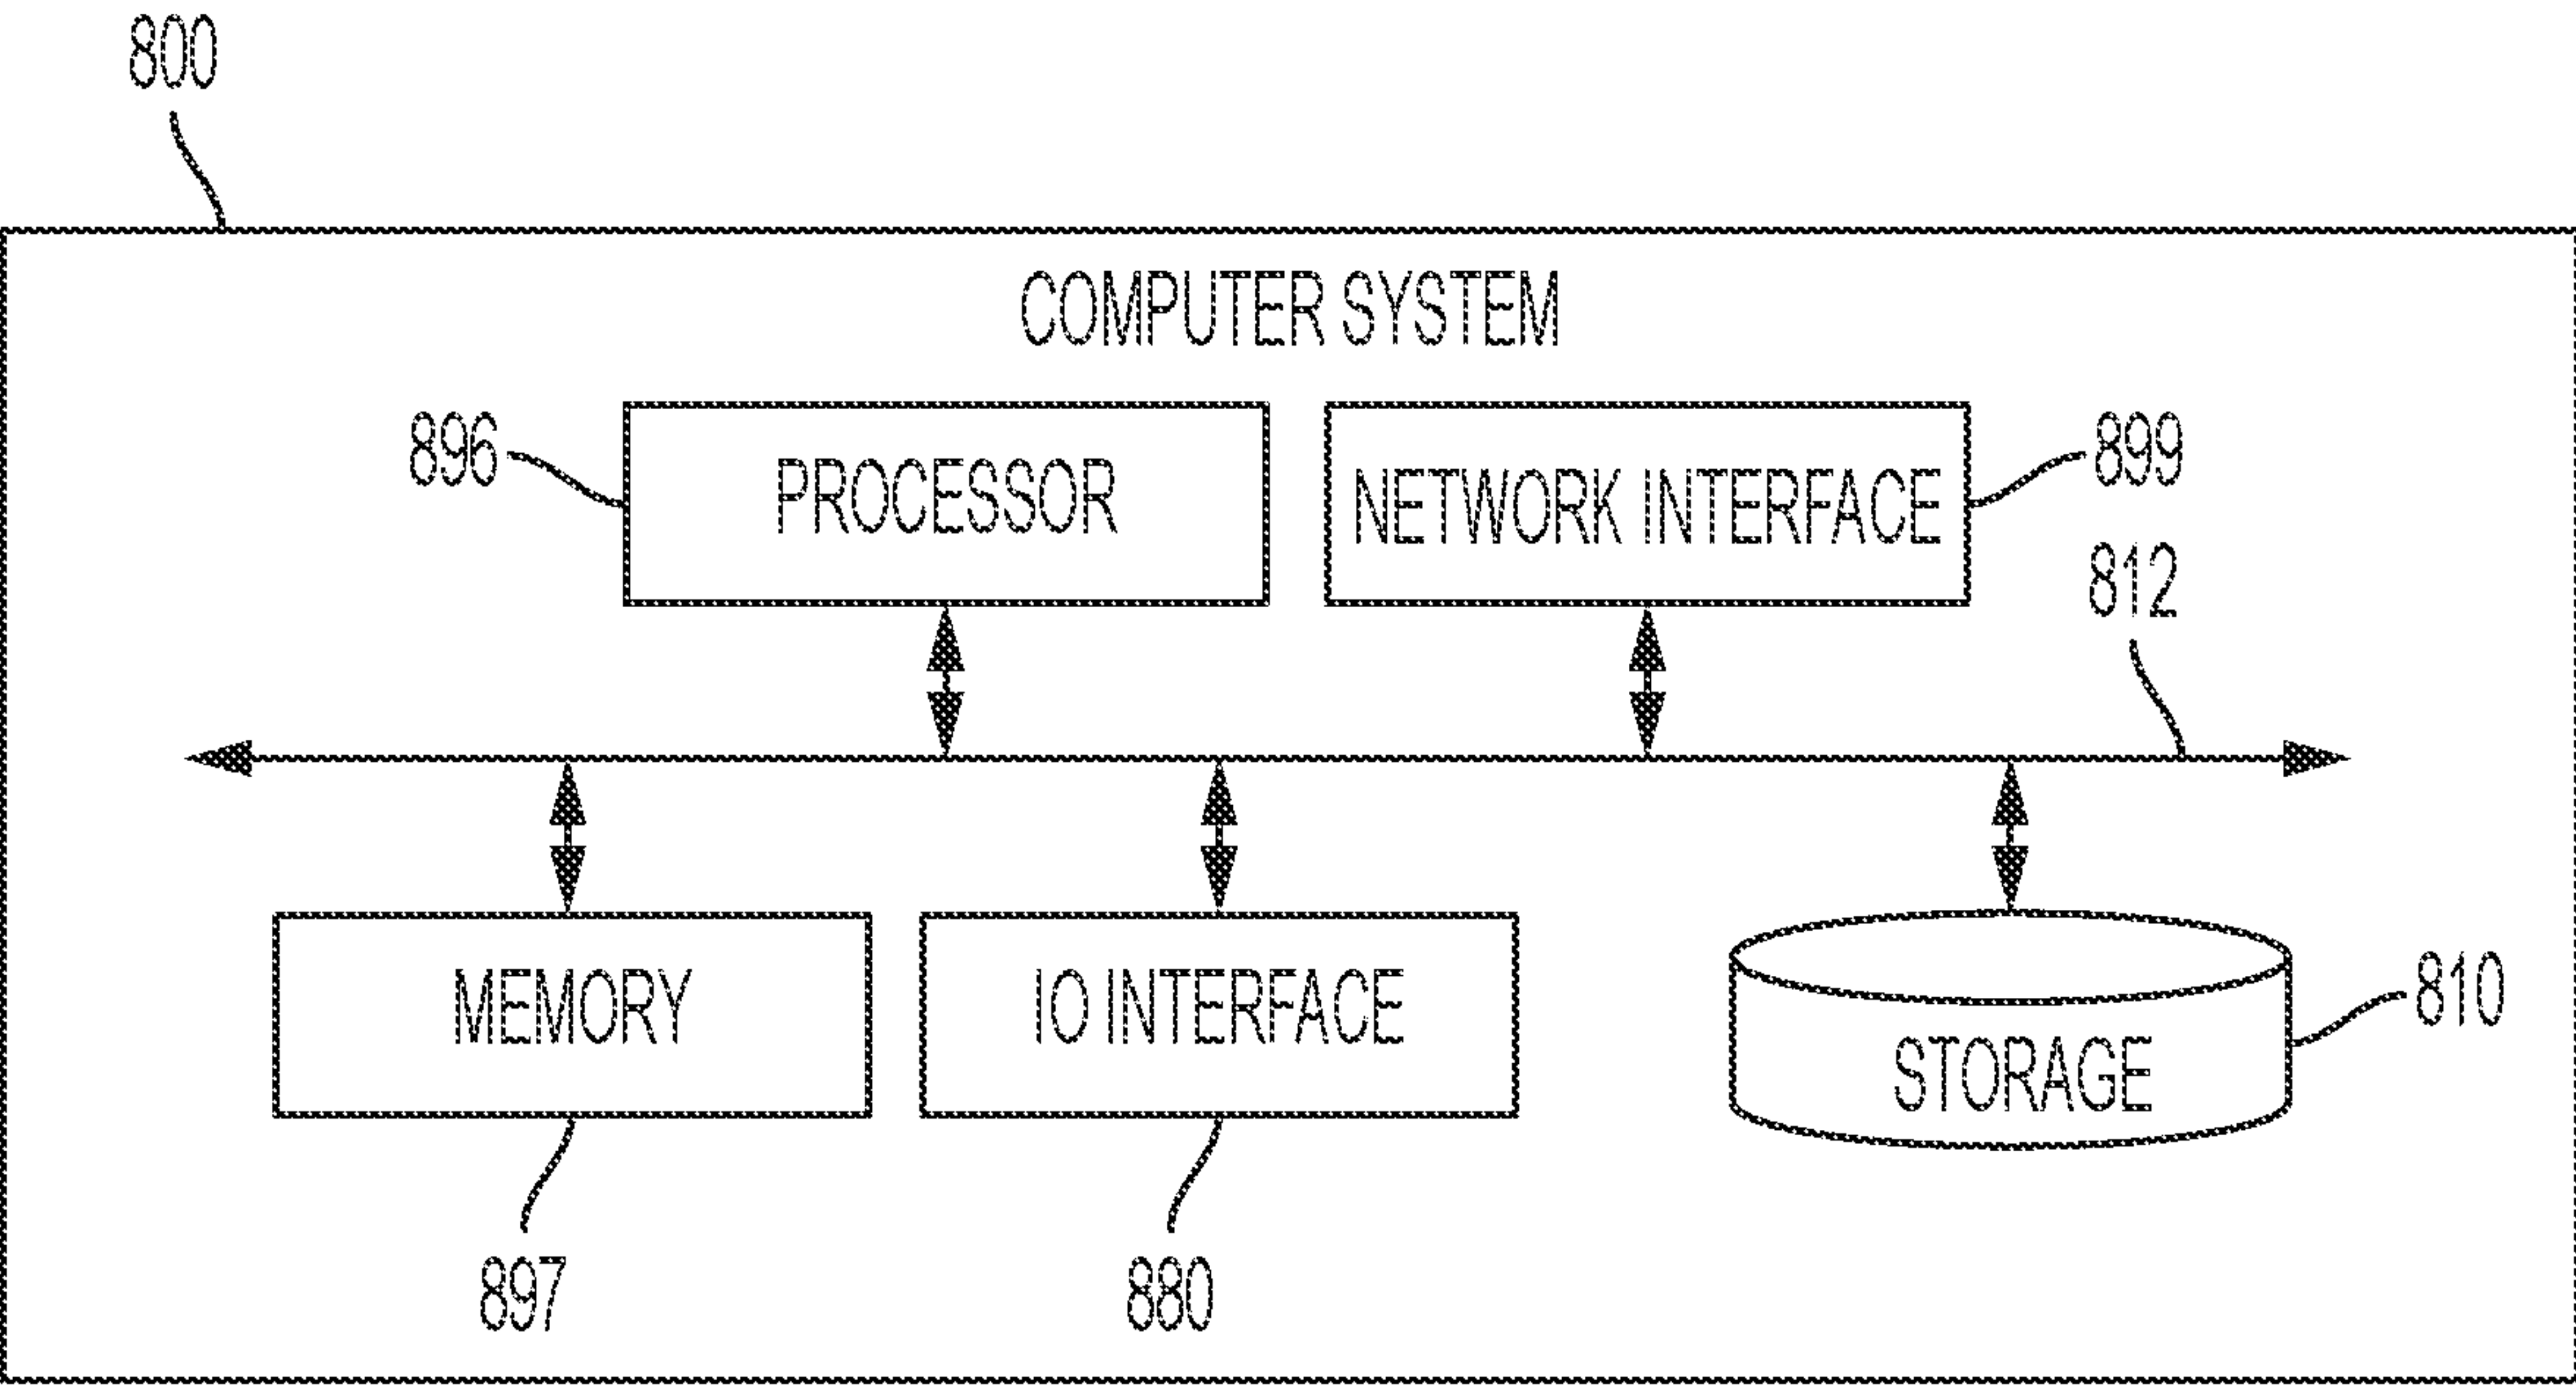 800
COMPUTER SYSTEM
896
PROCESSOR
NETWORK INTERFACE
899
812
MEMORY
IO INTERFACE
STORAGE
810
897
880